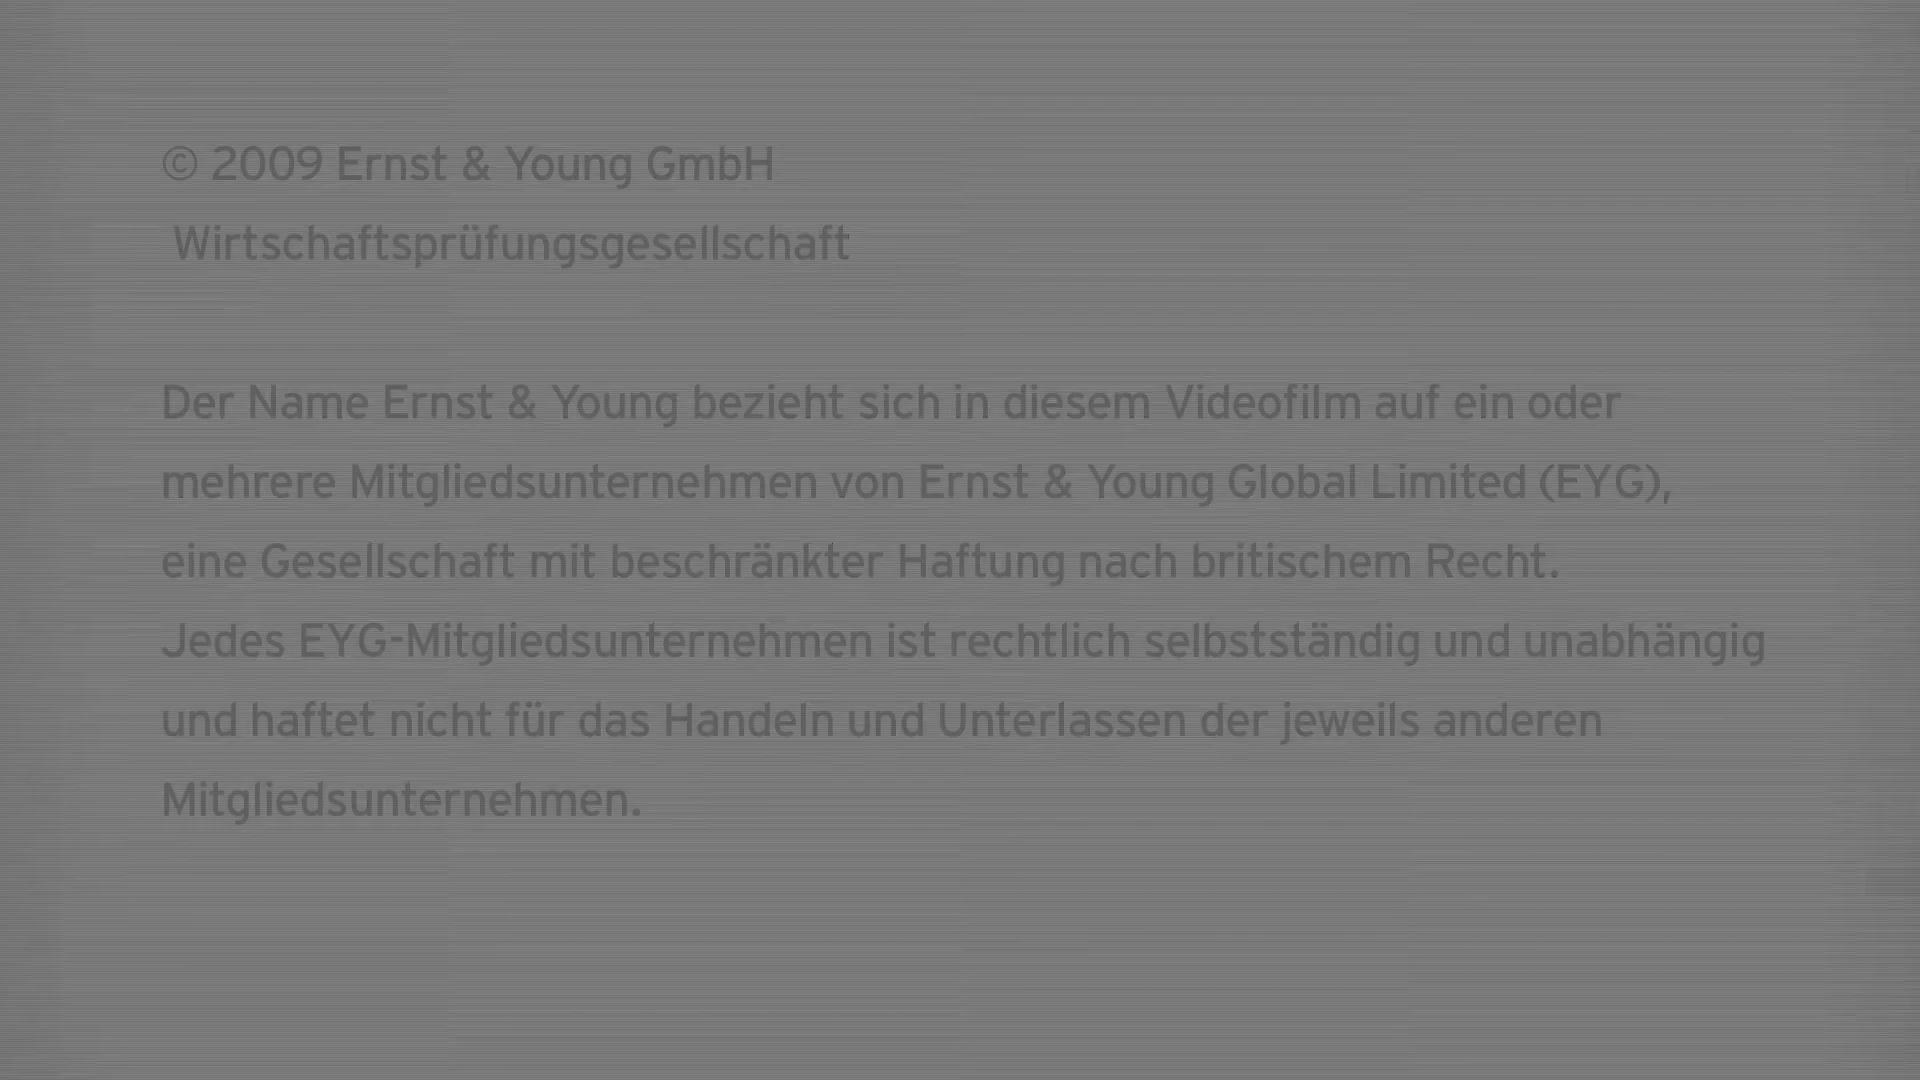 © 2009 Ernst & Young GmbH
Wirtschaftsprüfungsgesellschaft
Der Name Ernst & Young bezieht sich in diesem Videofilm auf ein oder
mehrere Mitgliedsunternehmen von Ernst & Young Global Limited (EYG),
eine Gesellschaft mit beschränkter Haftung nach britischem Recht.
Jedes EYG-Mitgliedsunternehmen ist rechtlich selbstständig und unabhängig
und haftet nicht für das Handeln und Unterlassen der jeweils anderen
Mitgliedsunternehmen.